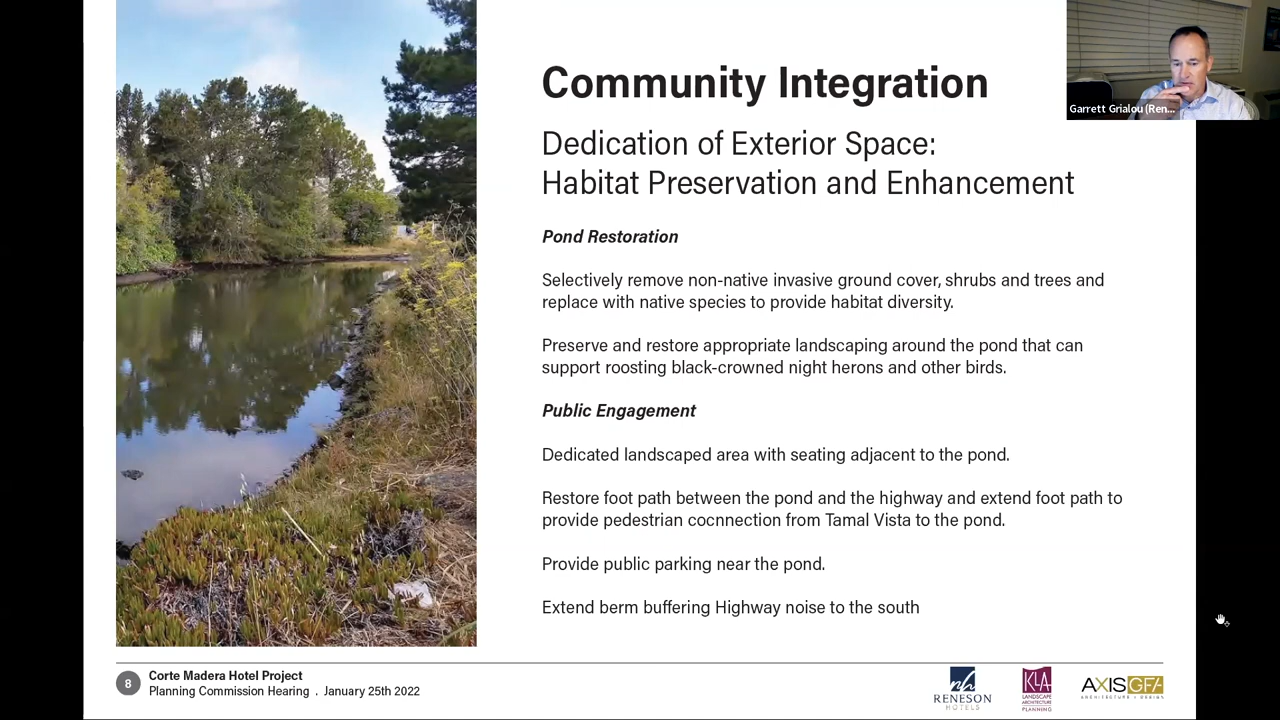 Community Integration
Dedication of Exterior Space:
Habitat Preservation and Enhancement
Pond Restoration
Selectively remove non-native invasive ground cover, shrubs and trees and
replace with native species to provide habitat diversity.
Preserve and restore appropriate landscaping around the pond that can
support roosting black-crowned night herons and other birds.
Public Engagement
Dedicated landscaped area with seating adjacent to the pond.
Restore foot path between the pond and the highway and extend foot path to
provide pedestrian cocnnection from Tamal Vista to the pond.
Provide public parking near the pond.
Extend berm buffering Highway noise to the south
Garrett Grialou (Ren...
8
Corte Madera Hotel Project
Planning Commission Hearing . January 25th 2022
rh
RENESON
HOTELS
KLA
LANDSCAPE
ARCHITECTURE
PLANNING
AXISGFA
ARCHITECTURE + DESIGN